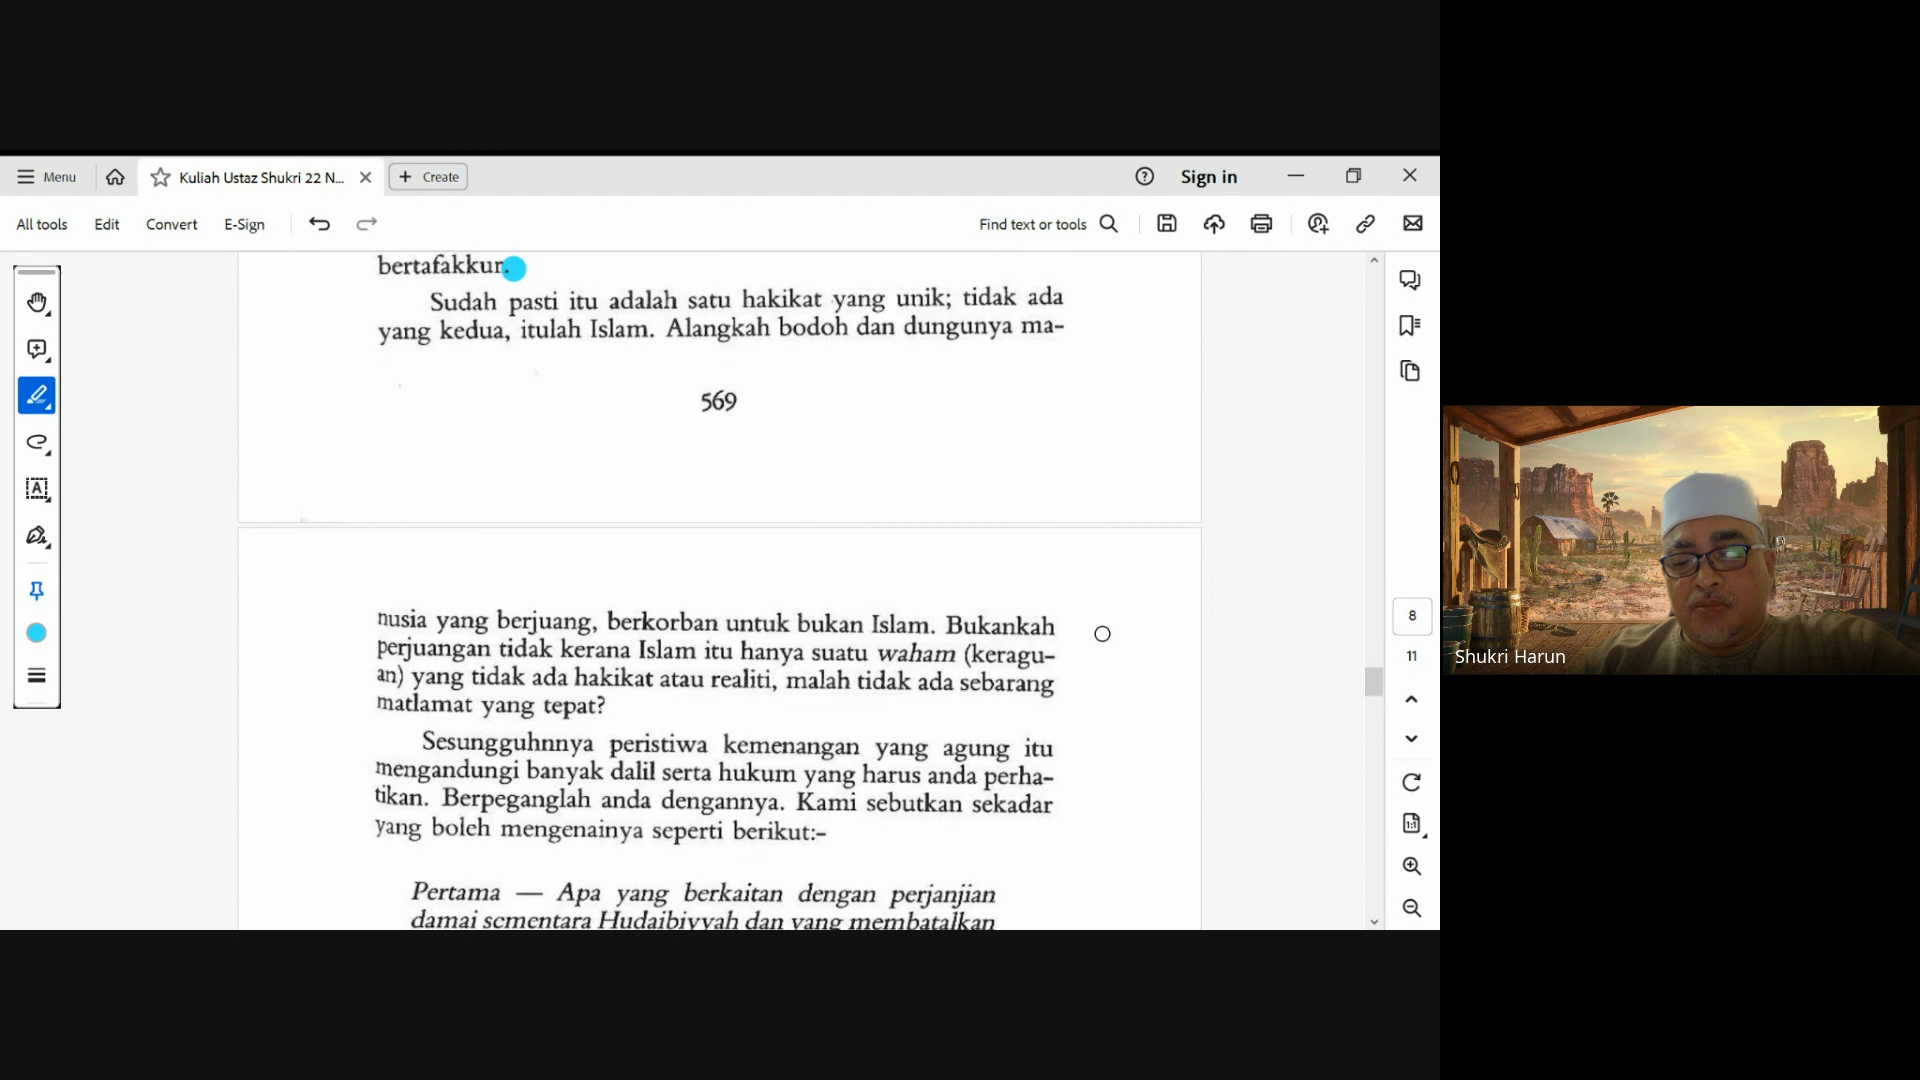 Menu
Kuliah Ustaz Shukri 22 N...
Create
Sign in
All tools
Edit
Convert
E-Sign
Find text or tools
bertafakkur.
Sudah pasti itu adalah satu hakikat yang unik; tidak ada
yang kedua, itulah Islam. Alangkah bodoh dan dungunya ma-
569
nusia yang berjuang, berkorban untuk bukan Islam. Bukankah
perjuangan tidak kerana Islam itu hanya suatu waham (keragu-
an) yang tidak ada hakikat atau realiti, malah tidak ada sebarang
matlamat yang tepat?
Sesungguhnnya peristiwa kemenangan yang agung itu
mengandungi banyak dalil serta hukum yang harus anda perha-
tikan. Berpeganglah anda dengannya. Kami sebutkan sekadar
yang boleh mengenainya seperti berikut:-
Pertama — Apa yang berkaitan dengan perjanjian
damai sementara Hudaibiyyah dan yang membatalkan
8
11
Shukri Harun